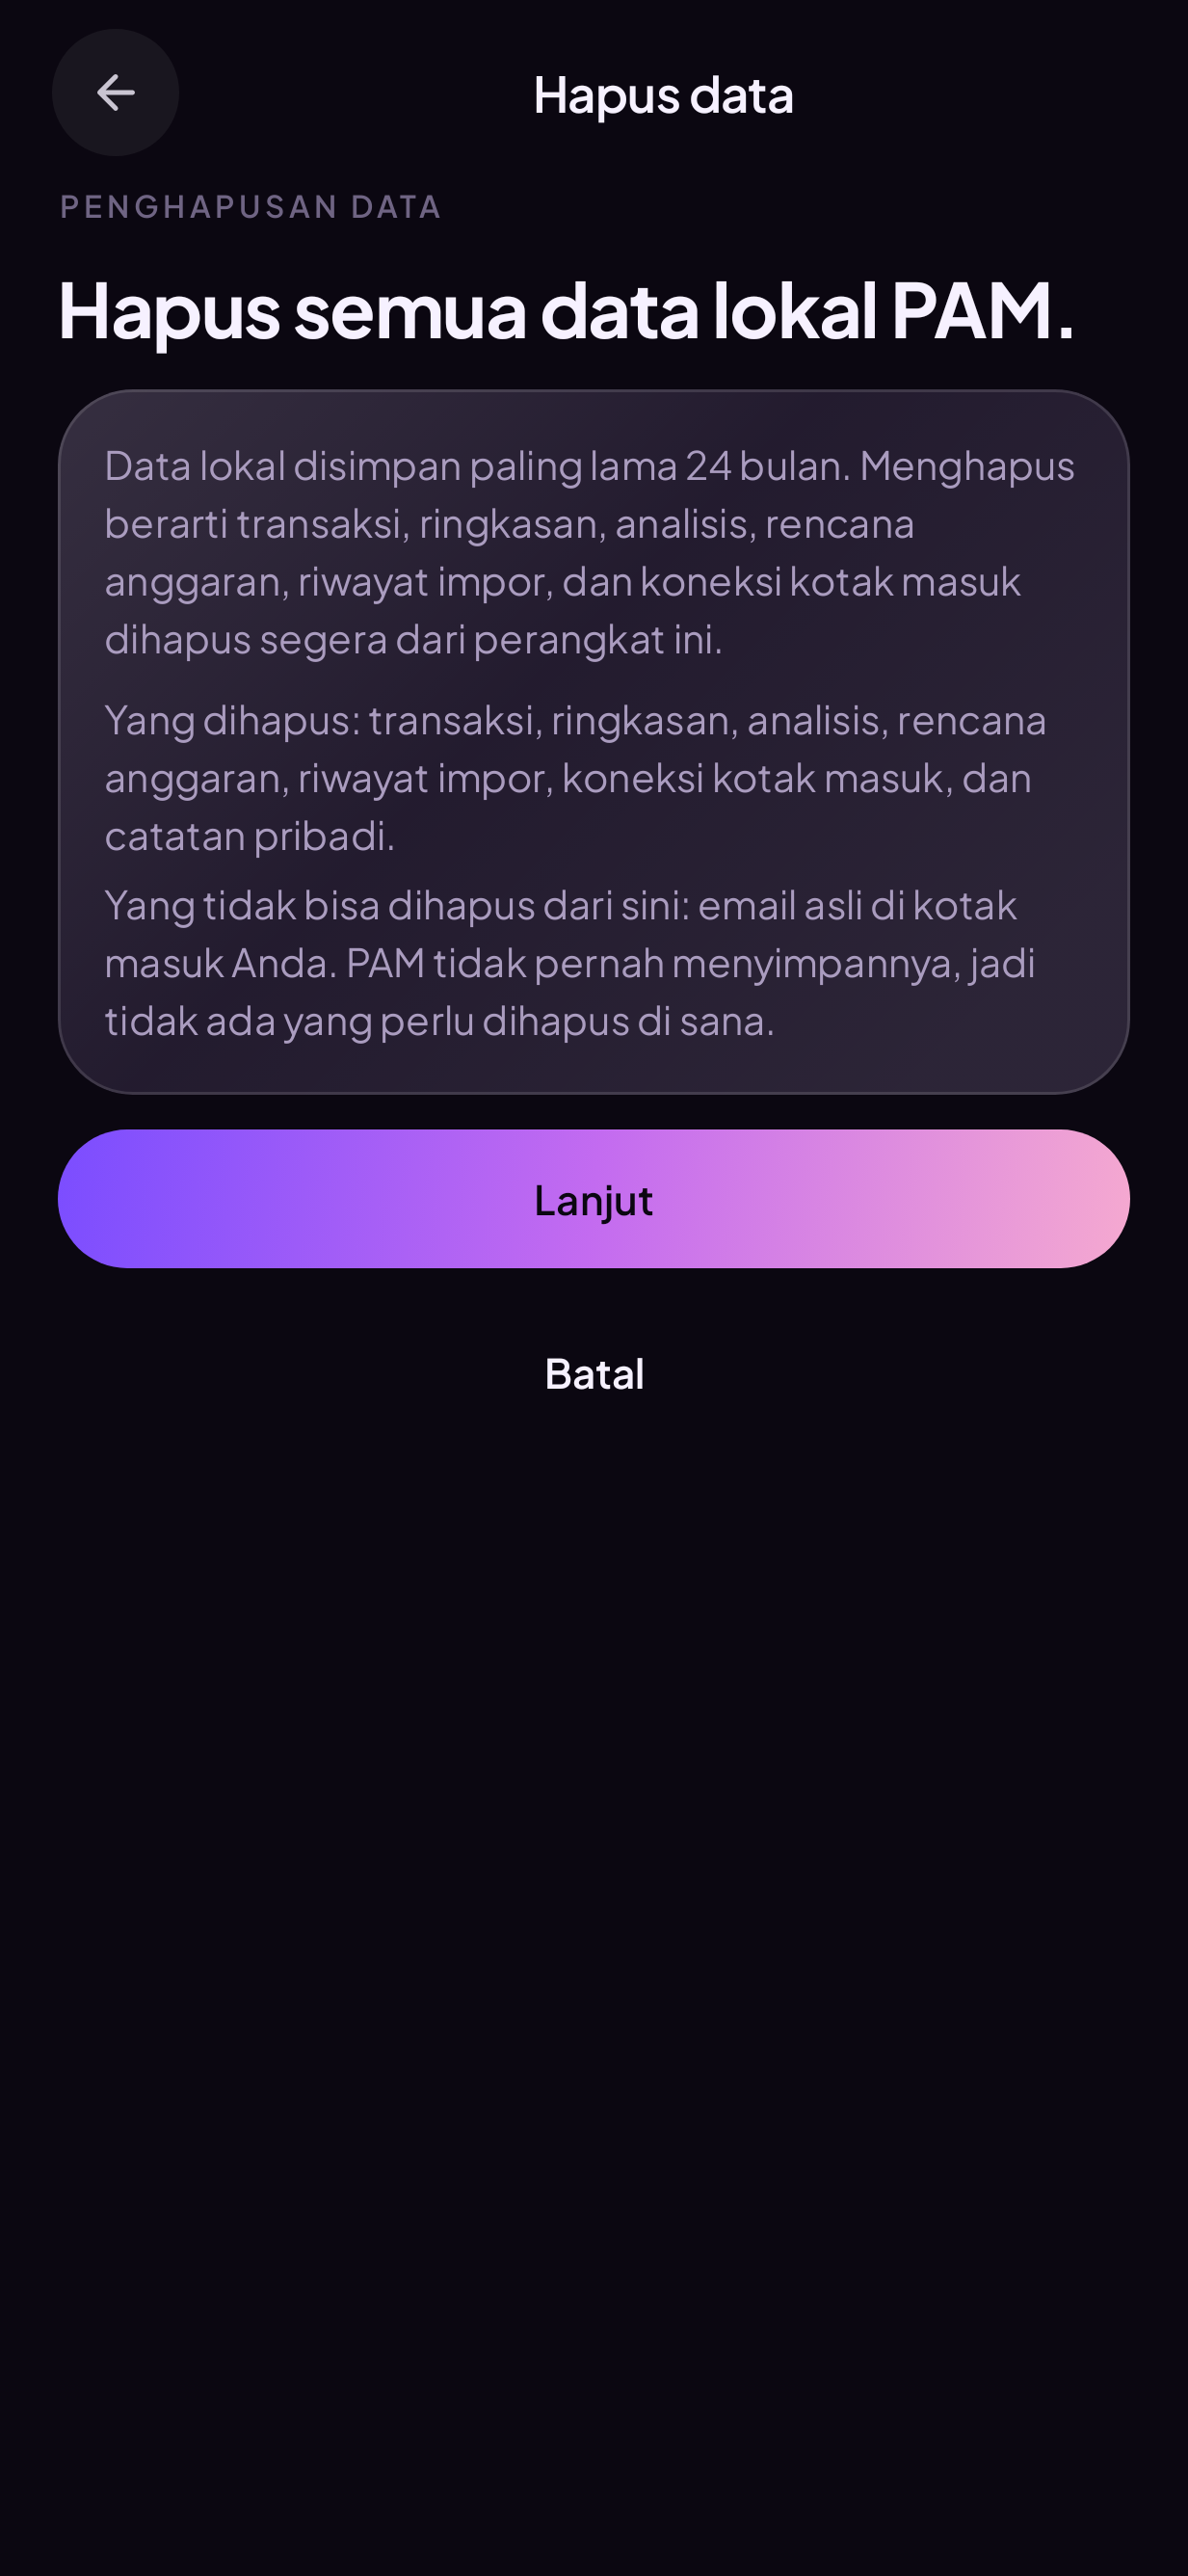 Hapus data
PENGHAPUSAN DATA
Hapus semua data lokal PAM.
Data lokal disimpan paling lama 24 bulan. Menghapus
berarti transaksi, ringkasan, analisis, rencana
anggaran, riwayat impor, dan koneksi kotak masuk
dihapus segera dari perangkat ini.
Yang dihapus: transaksi, ringkasan, analisis, rencana
anggaran, riwayat impor, koneksi kotak masuk, dan
catatan pribadi.
Yang tidak bisa dihapus dari sini: email asli di kotak
masuk Anda. PAM tidak pernah menyimpannya, jadi
tidak ada yang perlu dihapus di sana.
Lanjut
Batal